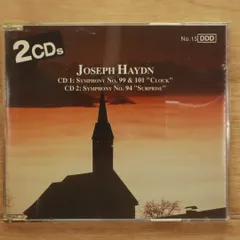 2CDs
No.15 DDD
JOSEPH HAYDN
CD 1: SYMPHONY NO. 99 & 101 "CLOCK"
CD 2: SYMPHONY NO. 94 "SURPRISE"